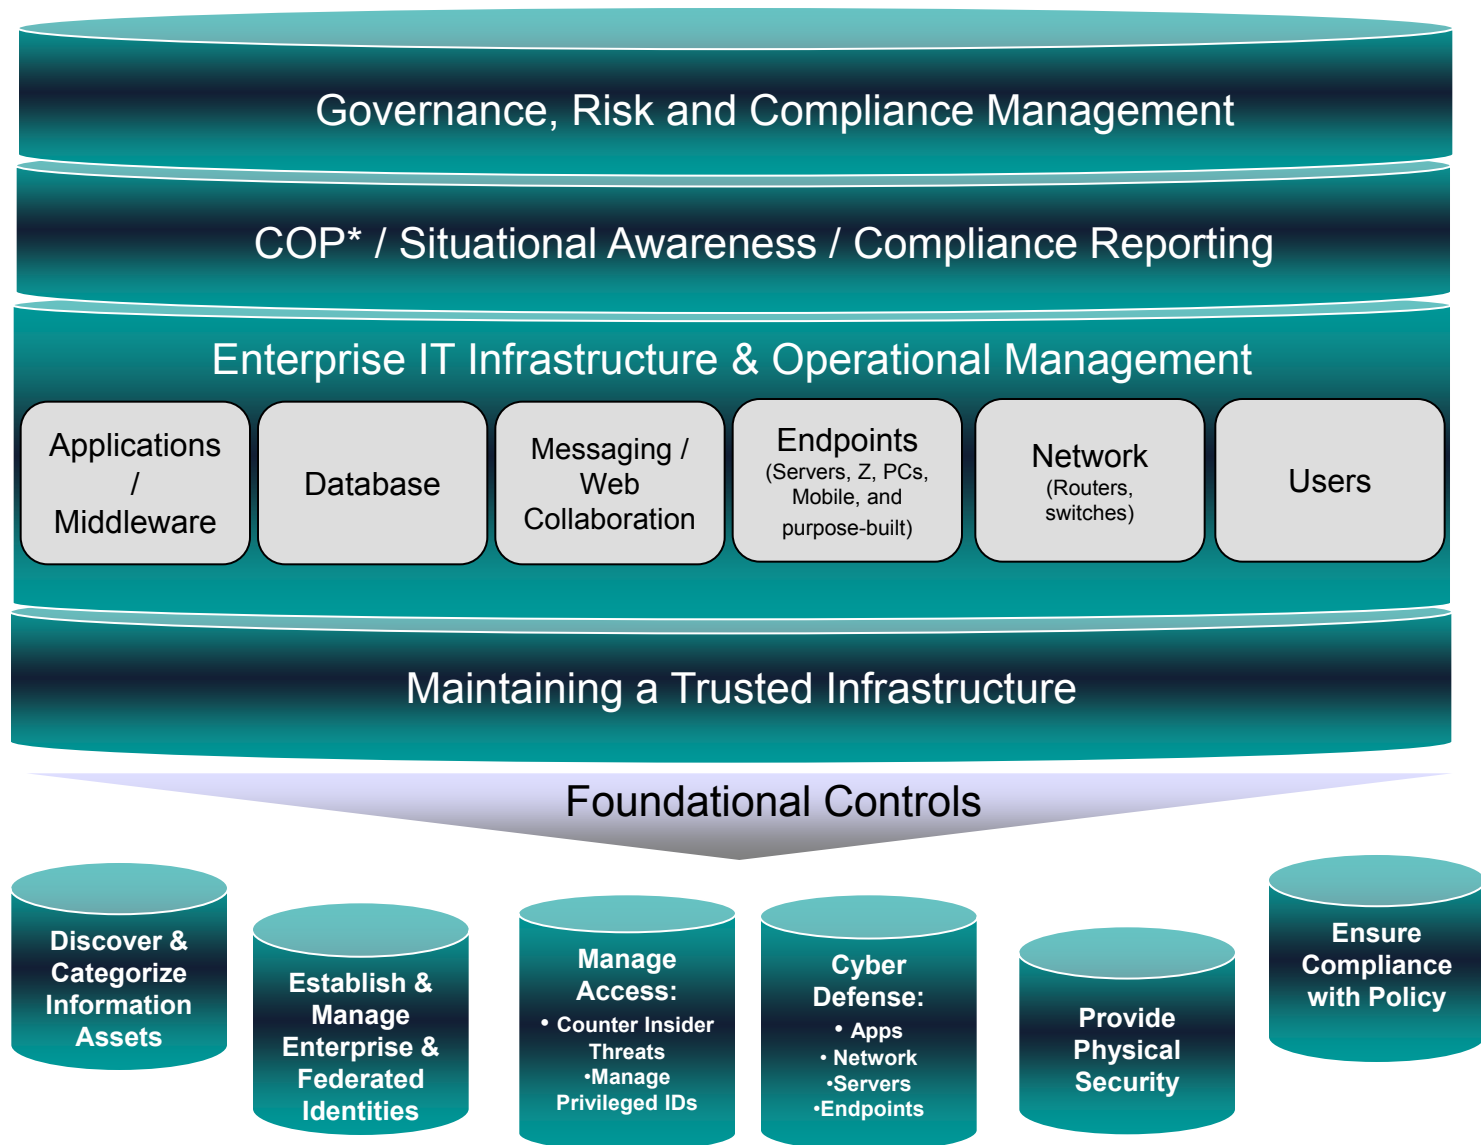 Governance, Risk and Compliance Management
COP* / Situational Awareness / Compliance Reporting
Enterprise IT Infrastructure & Operational Management
Applications
/
Middleware
Database
Messaging /
Web
Collaboration
Endpoints
(Servers, Z, PCs,
Mobile, and
purpose-built)
Network
(Routers,
switches)
Users
Maintaining a Trusted Infrastructure
Foundational Controls
Discover &
Categorize
Information
Assets
Establish &
Manage
Enterprise &
Federated
Identities
Manage
Access:
• Counter Insider
Threats
•Manage
Privileged IDs
Cyber
Defense:
• Apps
• Network
•Servers
•Endpoints
Provide
Physical
Security
Ensure
Compliance
with Policy